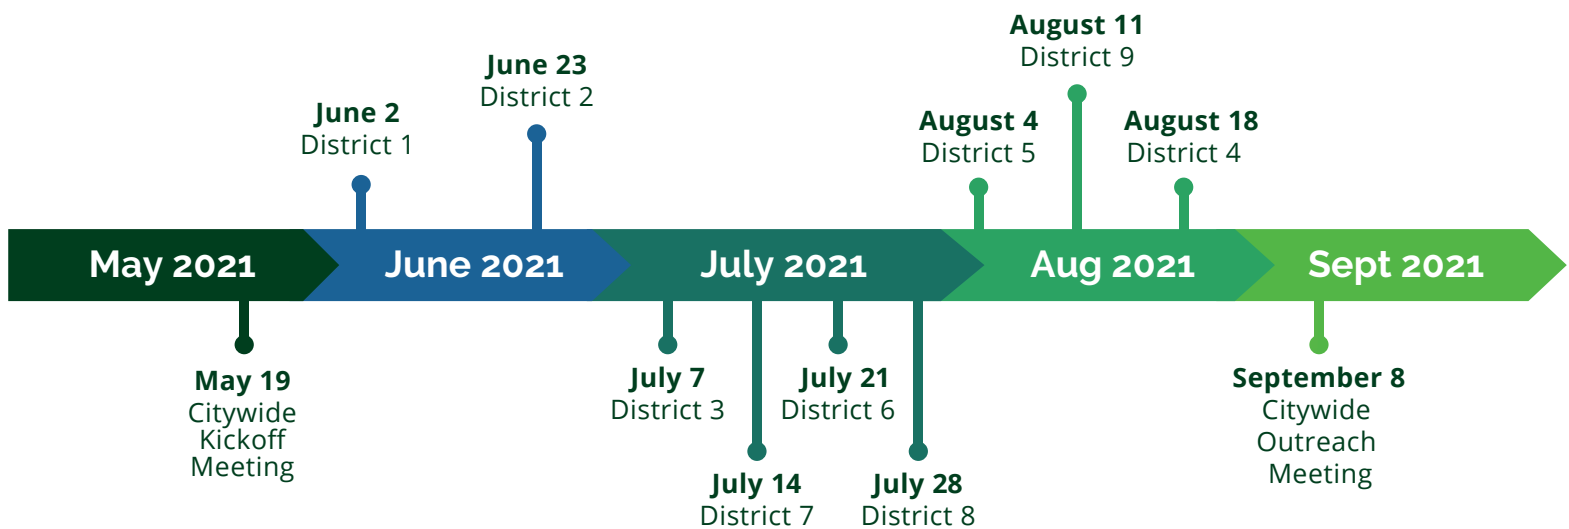 August 11
District 9
June 23
District 2
June 2
District 1
August 4
District 5
August 18
District 4
May 2021
June 2021
July 2021
Aug 2021
Sept 2021
May 19
Citywide
Kickoff
Meeting
July 7
District 3
July 14
District 7
July 21
District 6
July 28
District 8
September 8
Citywide
Outreach
Meeting